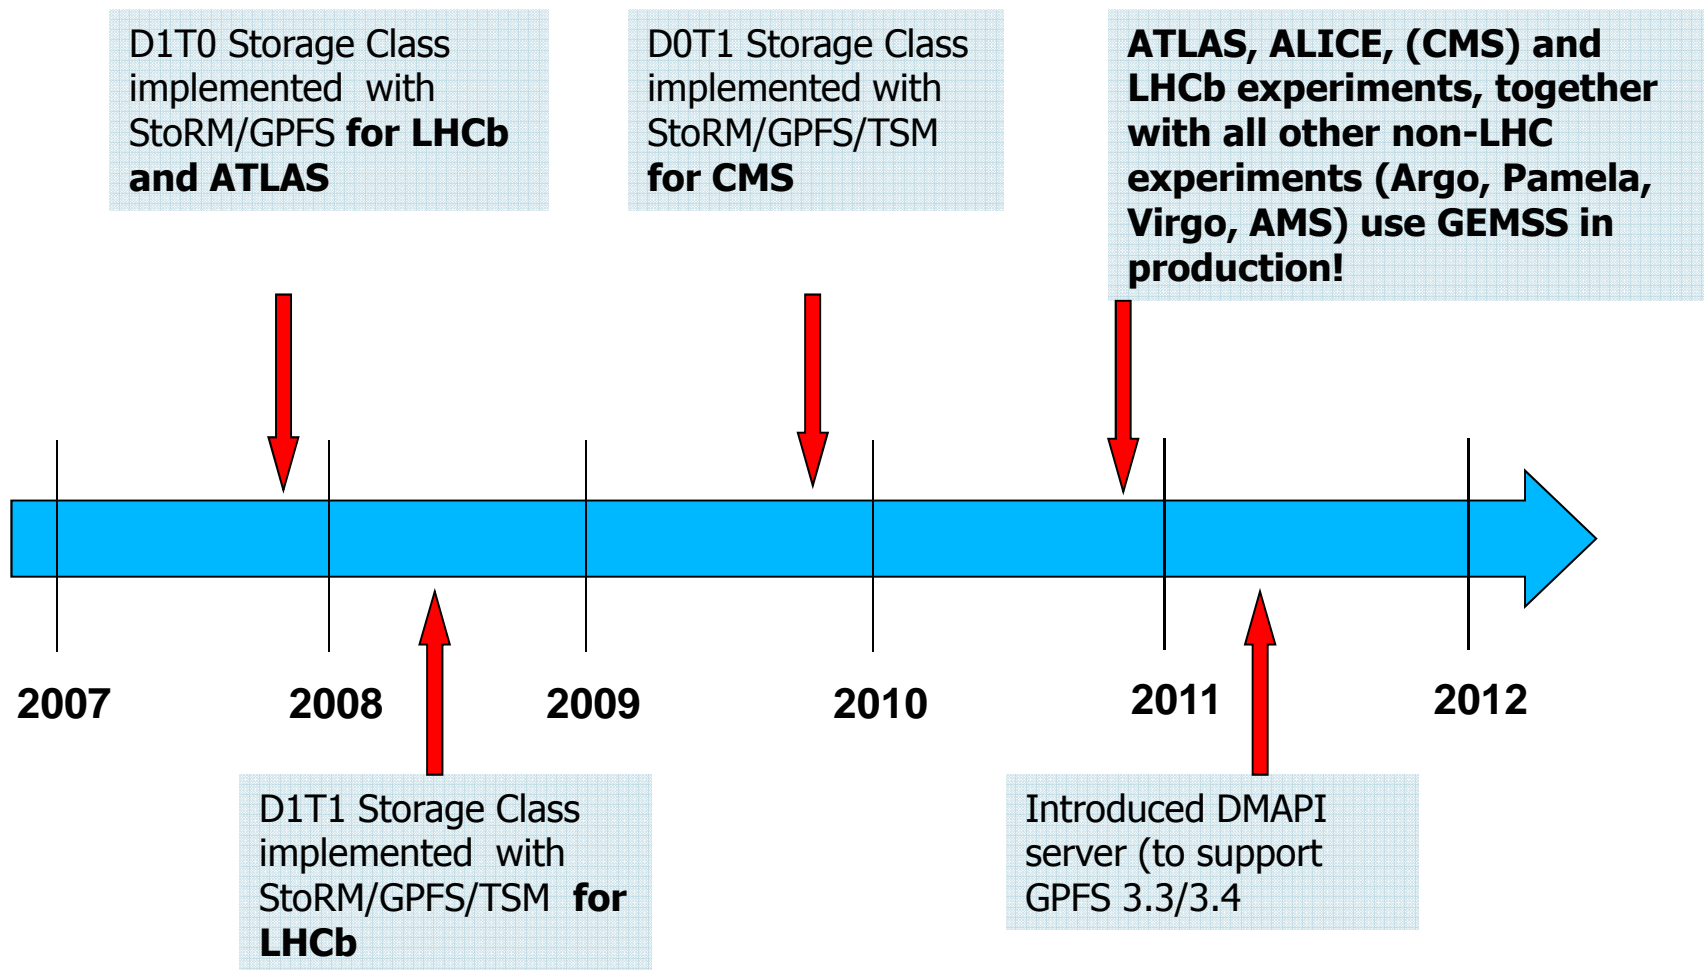 D1T0 Storage Class
implemented with
StoRM/GPFS for LHCb
and ATLAS
D0T1 Storage Class
implemented with
StoRM/GPFS/TSM
for CMS
ATLAS, ALICE, (CMS) and
LHCb experiments, together
with all other non-LHC
experiments (Argo, Pamela,
Virgo, AMS) use GEMSS in
production!
2007
2008
2009
2010
2011
2012
D1T1 Storage Class
implemented with
StoRM/GPFS/TSM for
LHCb
Introduced DMAPI
server (to support
GPFS 3.3/3.4